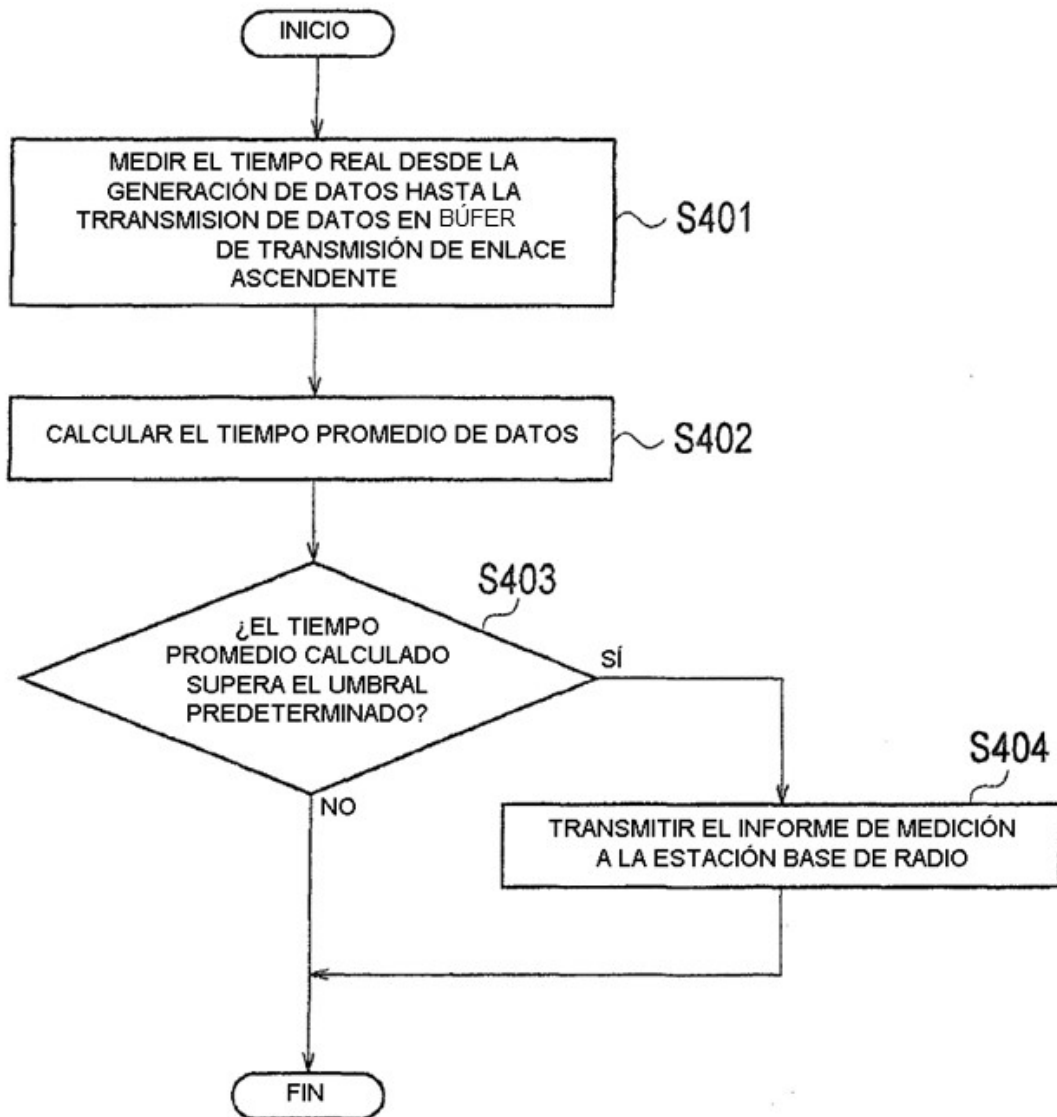 INICIO
MEDIR EL TIEMPO REAL DESDE LA
GENERACIÓN DE DATOS HASTA LA
TRRANSMISION DE DATOS EN BÚFER
DE TRANSMISIÓN DE ENLACE
ASCENDENTE
S401
CALCULAR EL TIEMPO PROMEDIO DE DATOS
S402
S403
¿EL TIEMPO
PROMEDIO CALCULADO
SUPERA EL UMBRAL
PREDETERMINADO?
SÍ
NO
S404
TRANSMITIR EL INFORME DE MEDICIÓN
A LA ESTACIÓN BASE DE RADIO
FIN